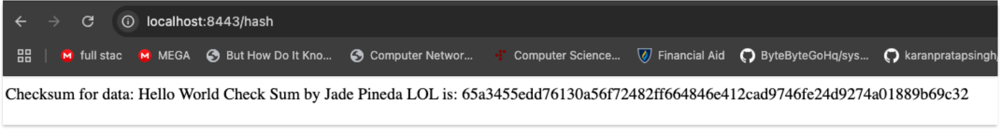 localhost:8443/hash
full stac MEGA But How Do It Kno... Computer Networ... Computer Science... Financial Aid ByteByteGoHq/sys... karanpratapsingh/
Checksum for data: Hello World Check Sum by Jade Pineda LOL is: 65a3455edd76130a56f72482ff664846e412cad9746fe24d9274a01889b69c32